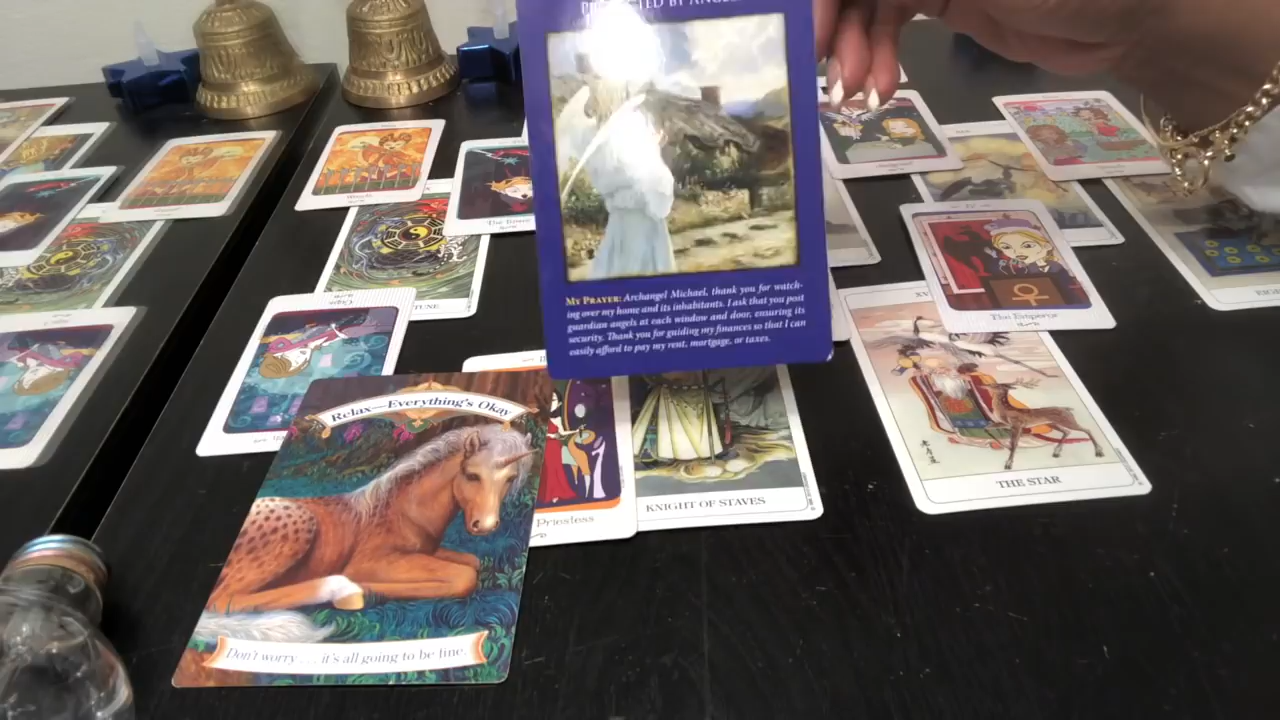 TED BY
MY PRAYER: Archangel Michael, thank you for watch-
ing over my home and its inhabitants. I ask that you post
guardian angels at each window and door, ensuring its
security. Thank you for guiding my finances so that I can
easily afford to pay my rent, mortgage, or taxes.
The Emperor
Relax—Everything's Okay
Priestess
KNIGHT OF STAVES
THE STAR
Don't worry . . . it's all going to be fine.